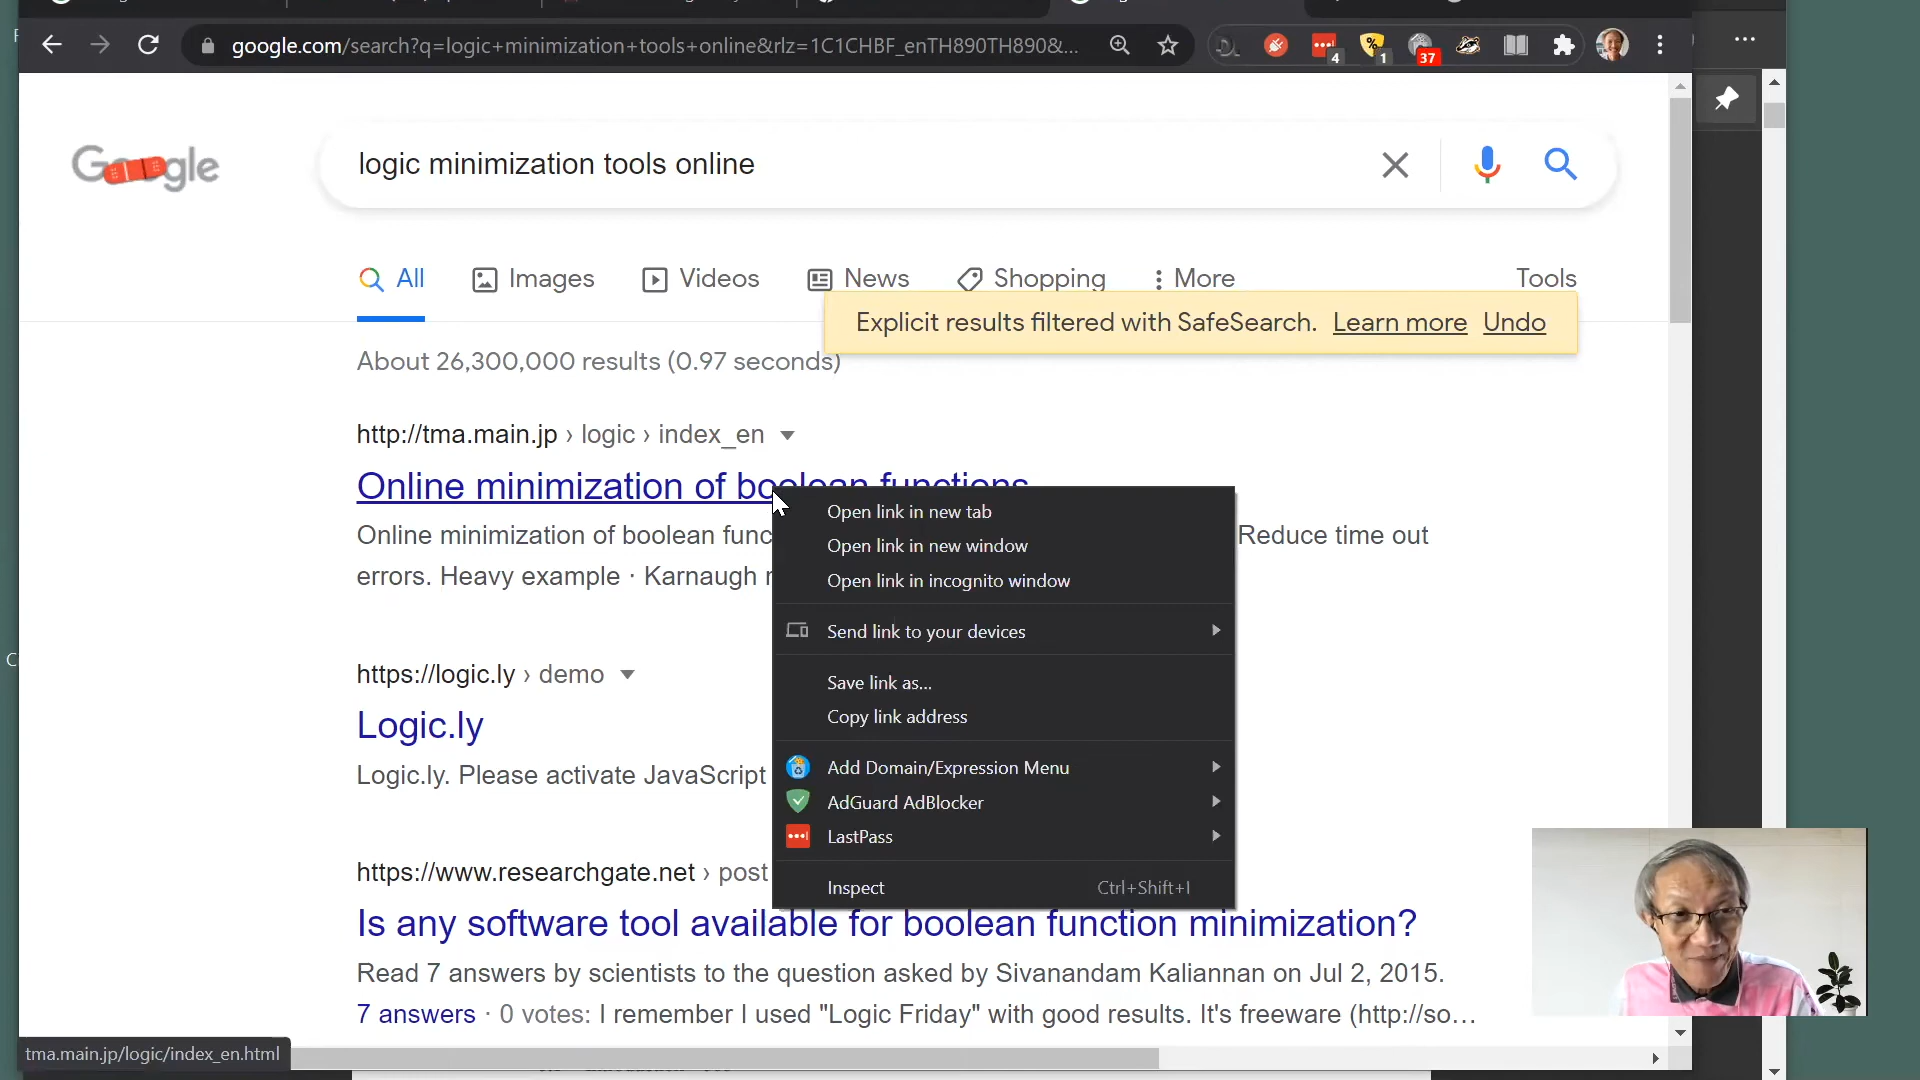 google.com/search?q=logic+minimization+tools+online&rlz=1C1CHBF_enTH890TH890&...
4
%
1
37
Google
logic minimization tools online
All
Images
Videos
News
Shopping
More
Tools
Explicit results filtered with SafeSearch. Learn more Undo
About 26,300,000 results (0.97 seconds)
http://tma.main.jp › logic › index_en
Online minimization of boolean functions
Online minimization of boolean func
Reduce time out
errors. Heavy example · Karnaugh
https://logic.ly › demo
Logic.ly
Logic.ly. Please activate JavaScript
https://www.researchgate.net › post
Is any software tool available for boolean function minimization?
Read 7 answers by scientists to the question asked by Sivanandam Kaliannan on Jul 2, 2015.
7 answers · 0 votes: I remember I used "Logic Friday" with good results. It's freeware (http://so...
Open link in new tab
Open link in new window
Open link in incognito window
Send link to your devices
Save link as...
Copy link address
Add Domain/Expression Menu
AdGuard AdBlocker
LastPass
Inspect Ctrl+Shift+I
tma.main.jp/logic/index_en.html